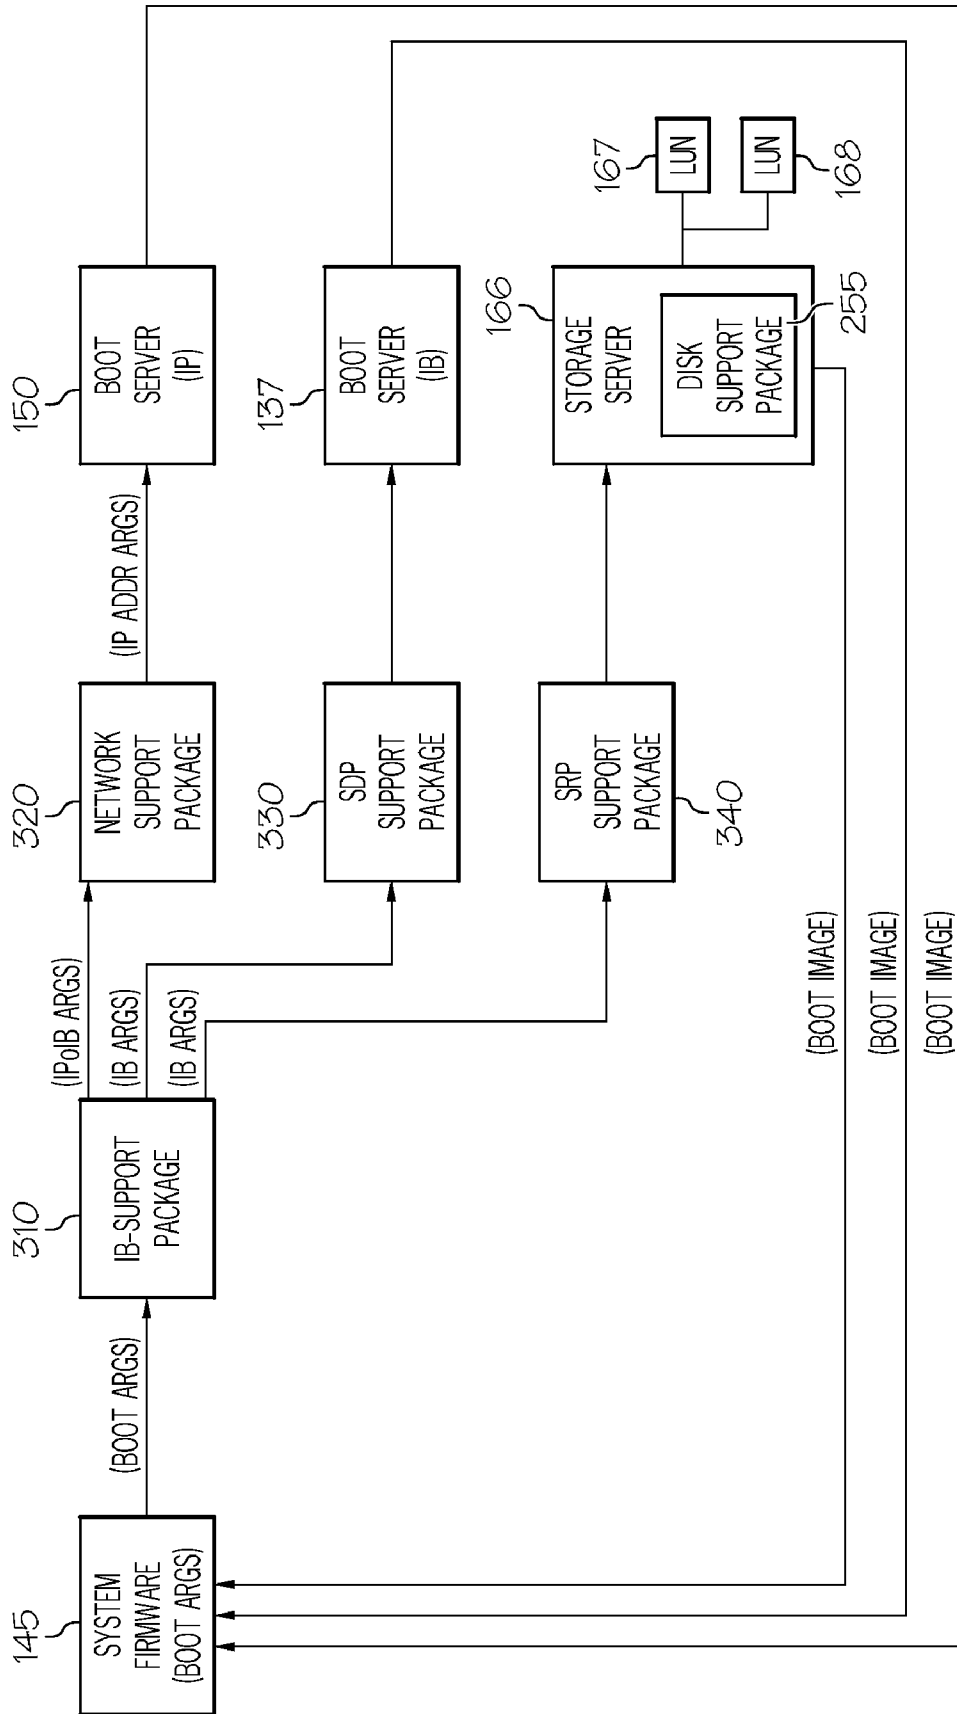 145
SYSTEM
FIRMWARE
(BOOT ARGS)
(BOOT ARGS)
310
IB-SUPPORT
PACKAGE
(IPoIB ARGS)
(IB ARGS)
(IB ARGS)
320
NETWORK
SUPPORT
PACKAGE
(IP ADDR ARGS)
150
BOOT
SERVER
(IP)
330
SDP
SUPPORT
PACKAGE
137
BOOT
SERVER
(IB)
SRP
SUPPORT
PACKAGE
340
166
STORAGE
SERVER
DISK
SUPPORT
PACKAGE
255
167
LUN
LUN
168
(BOOT IMAGE)
(BOOT IMAGE)
(BOOT IMAGE)